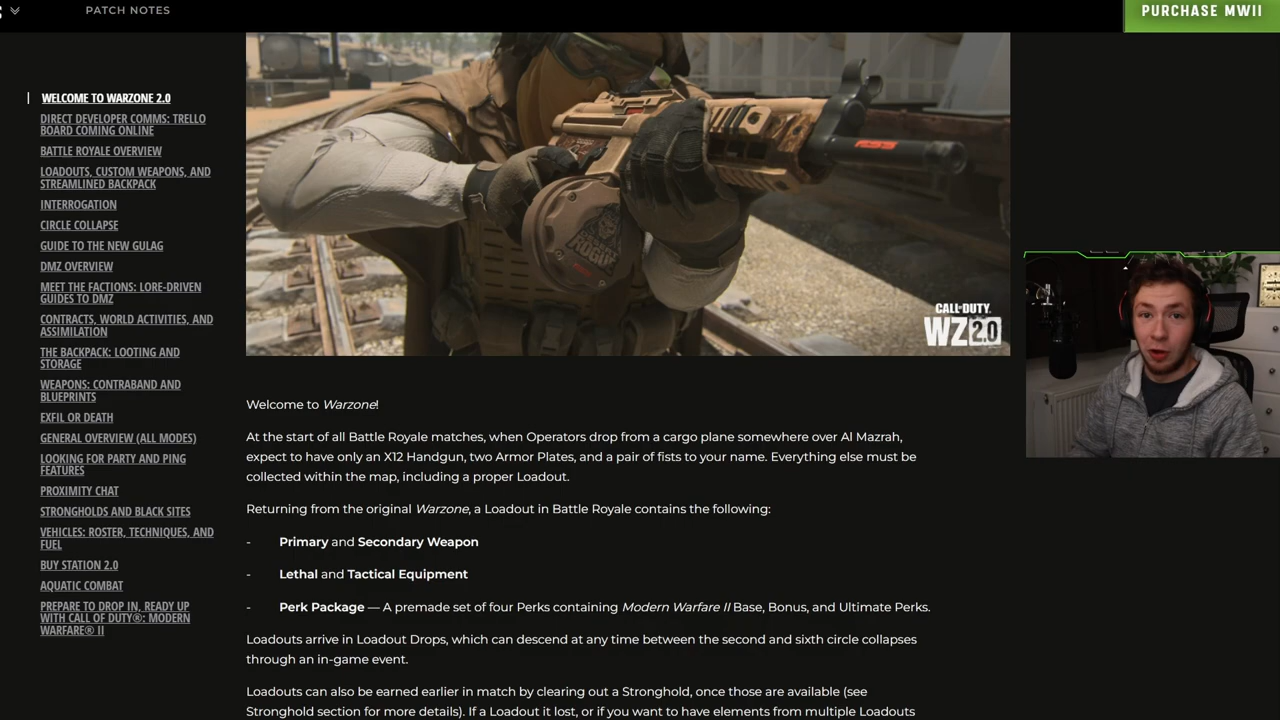 PATCH NOTES
PURCHASE MWII
WELCOME TO WARZONE 2.0
DIRECT DEVELOPER COMMS: TRELLO
BOARD COMING ONLINE
BATTLE ROYALE OVERVIEW
LOADOUTS, CUSTOM WEAPONS, AND
STREAMLINED BACKPACK
INTERROGATION
CIRCLE COLLAPSE
GUIDE TO THE NEW GULAG
DMZ OVERVIEW
MEET THE FACTIONS: LORE-DRIVEN
GUIDES TO DMZ
CONTRACTS, WORLD ACTIVITIES, AND
ASSIMILATION
THE BACKPACK: LOOTING AND
STORAGE
WEAPONS: CONTRABAND AND
BLUEPRINTS
EXFIL OR DEATH
GENERAL OVERVIEW (ALL MODES)
LOOKING FOR PARTY AND PING
FEATURES
PROXIMITY CHAT
STRONGHOLDS AND BLACK SITES
VEHICLES: ROSTER, TECHNIQUES, AND
FUEL
BUY STATION 2.0
AQUATIC COMBAT
PREPARE TO DROP IN, READY UP
WITH CALL OF DUTY®: MODERN
WARFARE® II
ROGUE
CALL OF DUTY
WZ 2.0
Welcome to Warzone!
At the start of all Battle Royale matches, when Operators drop from a cargo plane somewhere over Al Mazrah,
expect to have only an X12 Handgun, two Armor Plates, and a pair of fists to your name. Everything else must be
collected within the map, including a proper Loadout.
Returning from the original Warzone, a Loadout in Battle Royale contains the following:
- Primary and Secondary Weapon
- Lethal and Tactical Equipment
- Perk Package — A premade set of four Perks containing Modern Warfare II Base, Bonus, and Ultimate Perks.
Loadouts arrive in Loadout Drops, which can descend at any time between the second and sixth circle collapses
through an in-game event.
Loadouts can also be earned earlier in match by clearing out a Stronghold, once those are available (see
Stronghold section for more details). If a Loadout it lost, or if you want to have elements from multiple Loadouts